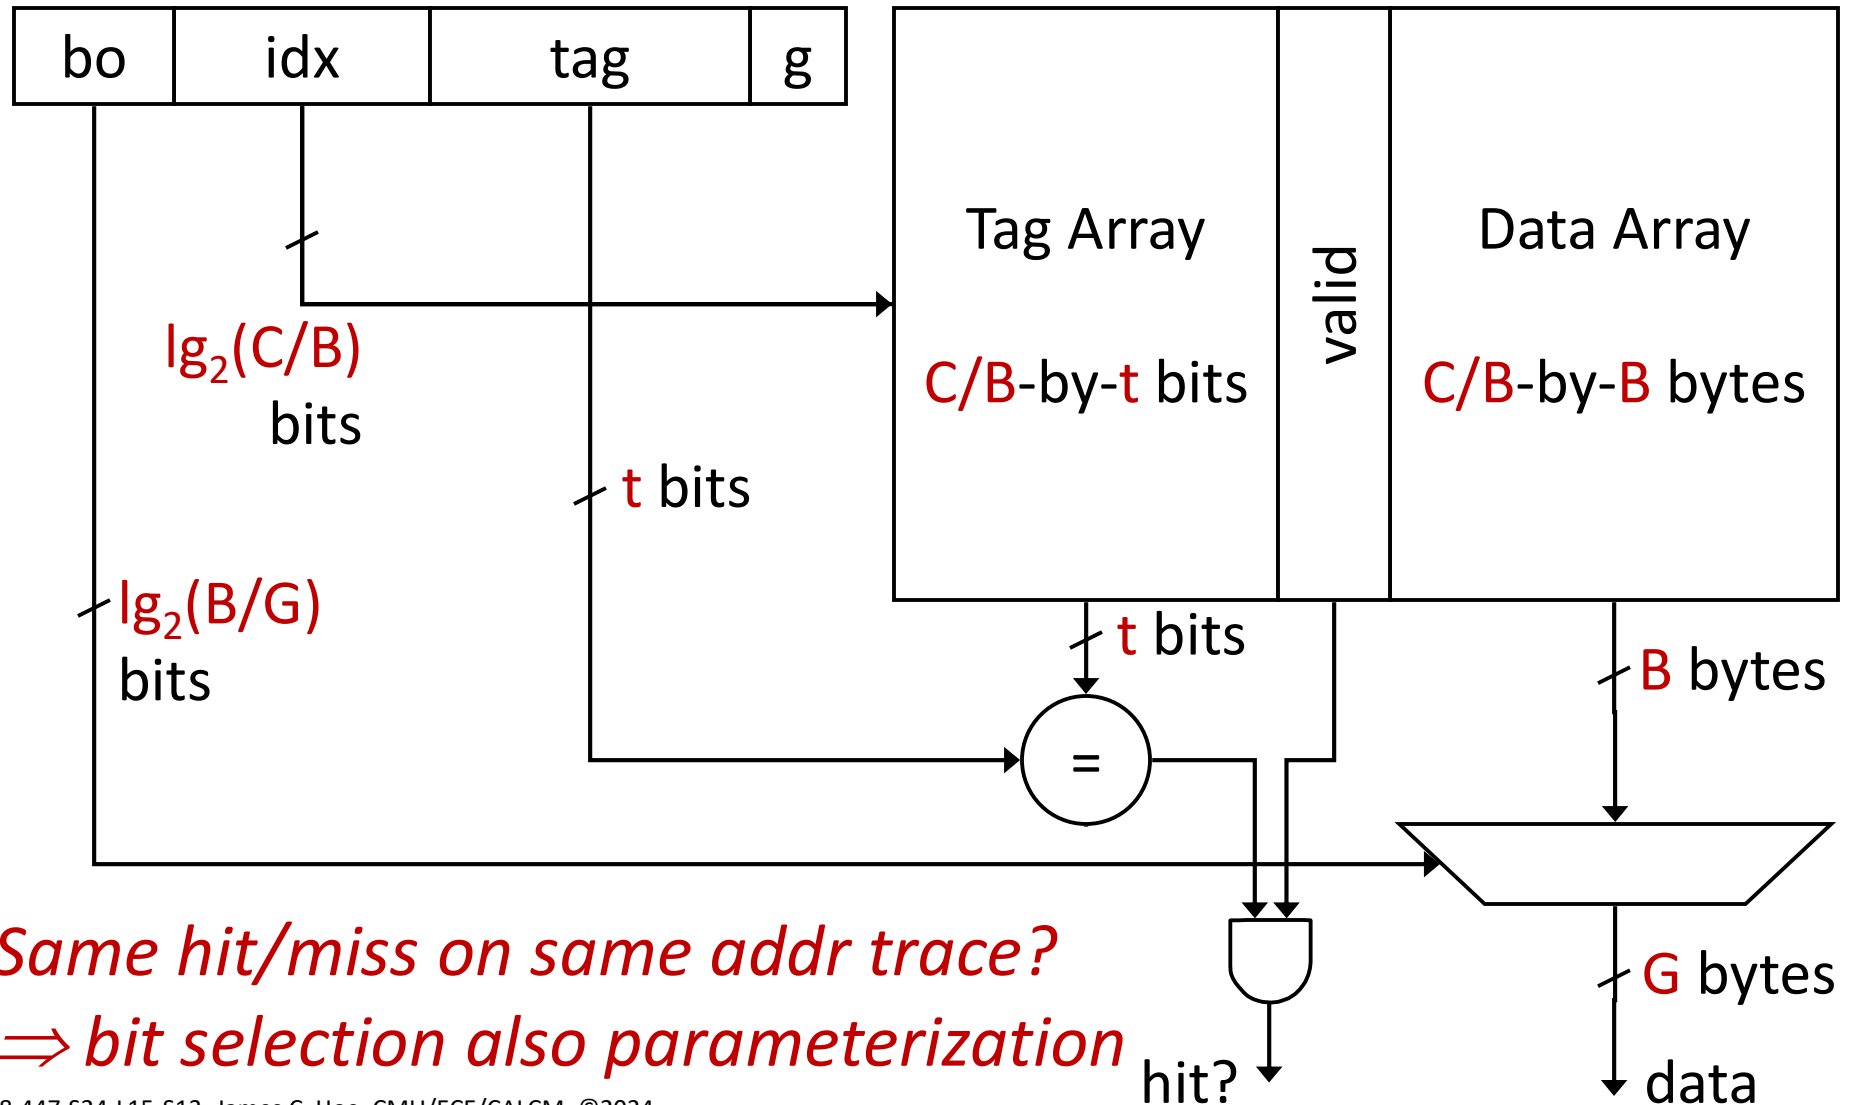 bo idx tag g
Tag Array
C/B-by-t bits
valid
Data Array
C/B-by-B bytes
lg₂(C/B)
bits
t bits
lg₂(B/G)
bits
t bits
B bytes
=
Same hit/miss on same addr trace?
⇒ bit selection also parameterization
G bytes
hit?
data